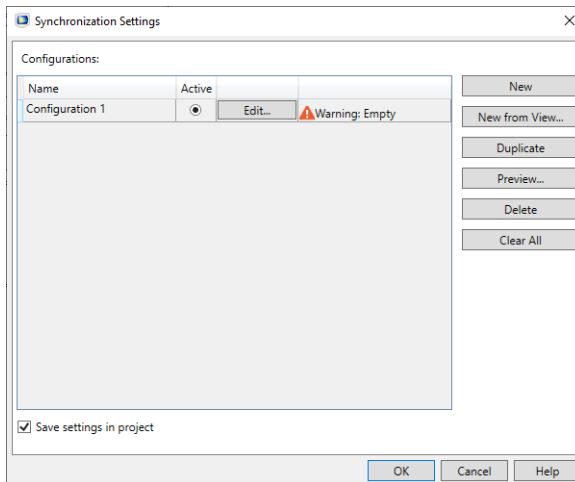 Synchronization Settings
Configurations:
Name Active
Configuration 1 Edit... Warning: Empty
New
New from View...
Duplicate
Preview...
Delete
Clear All
Save settings in project
OK Cancel Help